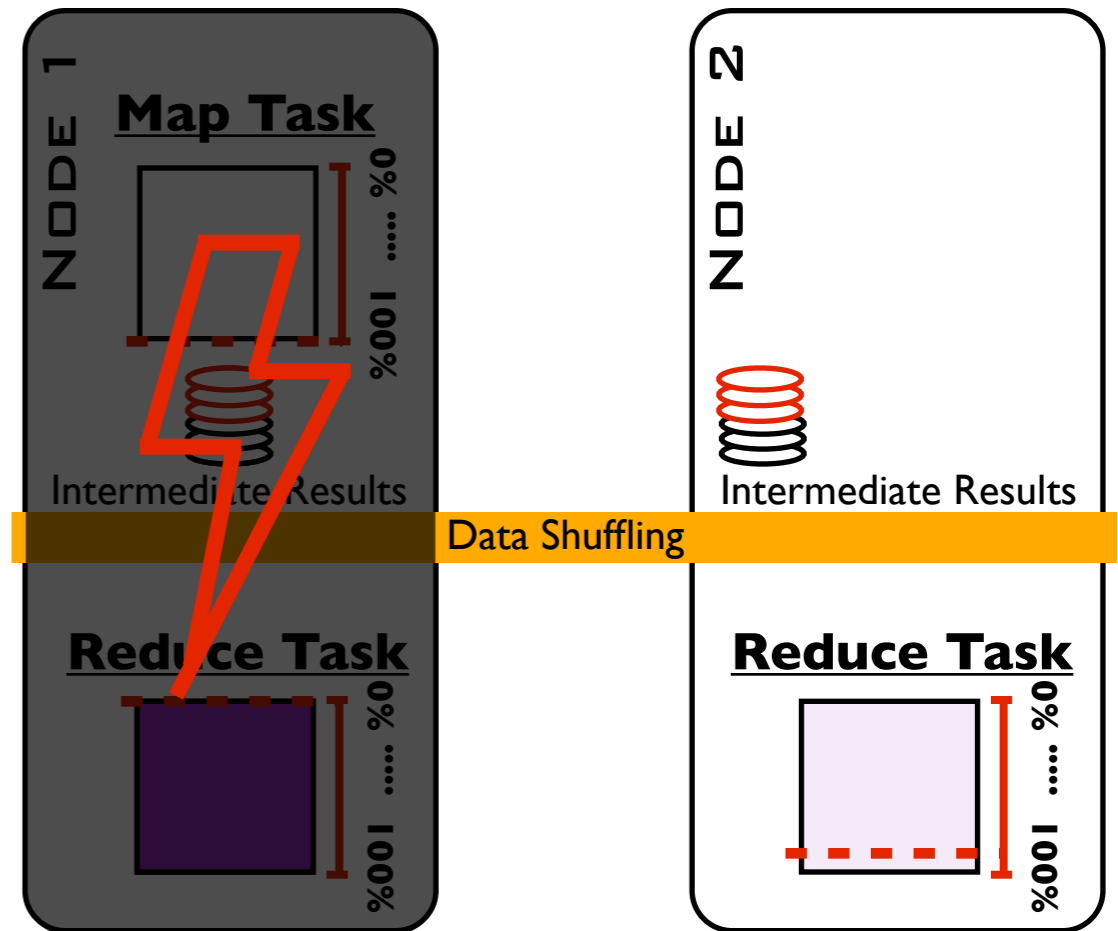 NODE 1
Map Task
0% ..... 100%
Intermediate Results
NODE 2
Intermediate Results
Data Shuffling
Reduce Task
0% ..... 100%
Reduce Task
0% ..... 100%